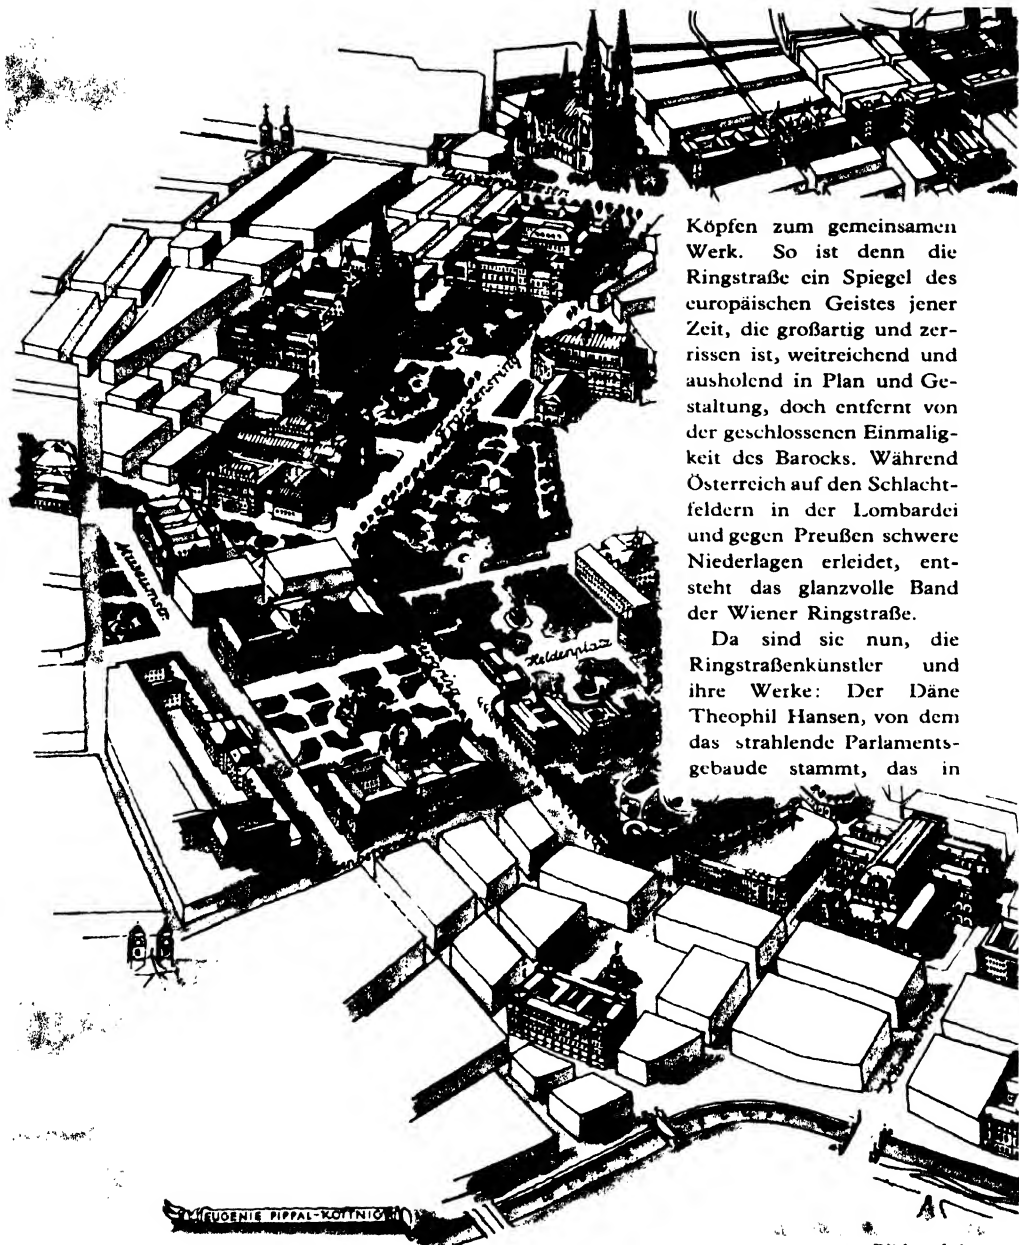 Köpfen zum gemeinsamen
Werk. So ist denn die
Ringstraße ein Spiegel des
europäischen Geistes jener
Zeit, die großartig und zer-
rissen ist, weitreichend und
ausholend in Plan und Ge-
staltung, doch entfernt von
der geschlossenen Einmalig-
keit des Barocks. Während
Österreich auf den Schlacht-
feldern in der Lombardei
und gegen Preußen schwere
Niederlagen erleidet, ent-
steht das glanzvolle Band
der Wiener Ringstraße.
Da sind sie nun, die
Ringstraßenkünstler und
ihre Werke: Der Däne
Theophil Hansen, von dem
das strahlende Parlaments-
gebaude stammt, das in
Museumstr.
Heldenplatz
EUGENIE PIPPAL-KOTTNIG